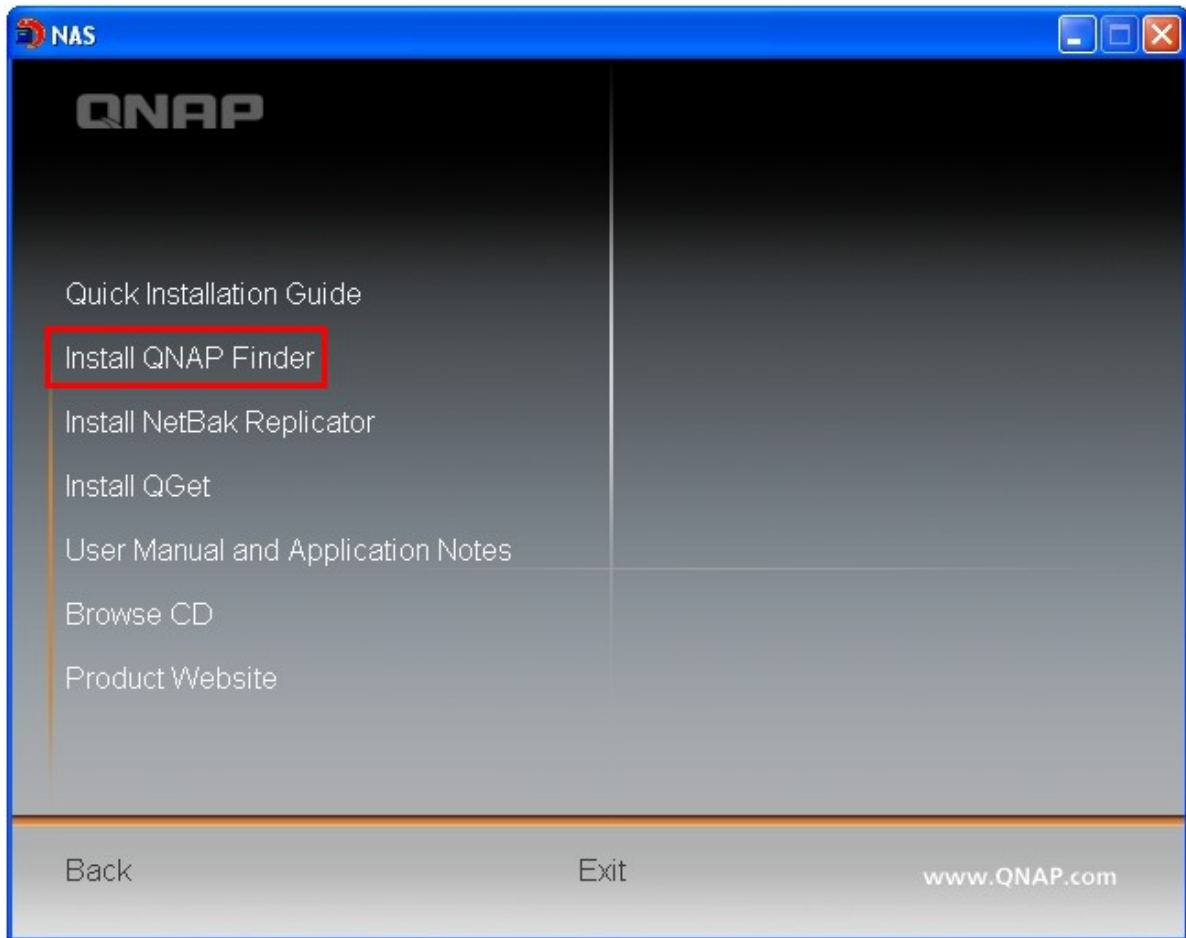 NAS
QNAP
Quick Installation Guide
Install QNAP Finder
Install NetBak Replicator
Install QGet
User Manual and Application Notes
Browse CD
Product Website
Back
Exit
www.QNAP.com